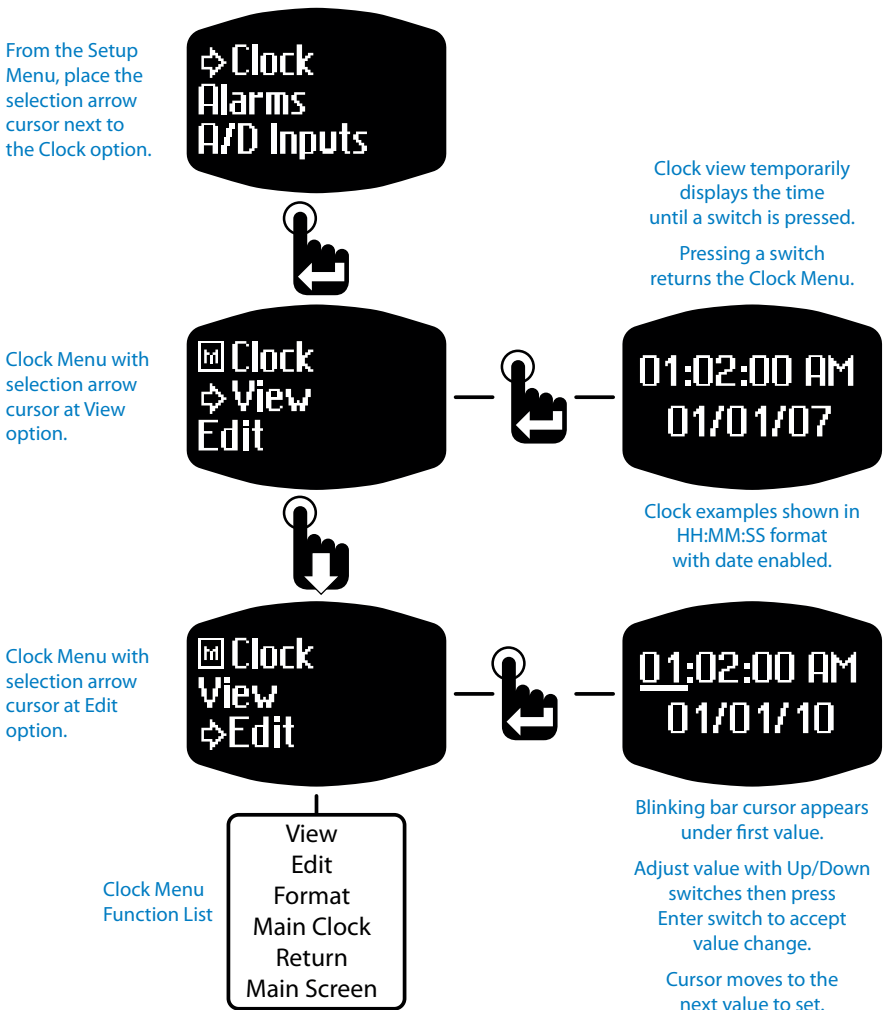 From the Setup
Menu, place the
selection arrow
cursor next to
the Clock option.
Clock
Alarms
A/D Inputs
Clock view temporarily
displays the time
until a switch is pressed.
Pressing a switch
returns the Clock Menu.
Clock Menu with
selection arrow
cursor at View
option.
M Clock
View
Edit
01:02:00 AM
01/01/07
Clock examples shown in
HH:MM:SS format
with date enabled.
Clock Menu with
selection arrow
cursor at Edit
option.
M Clock
View
Edit
01:02:00 AM
01/01/10
Blinking bar cursor appears
under first value.
Adjust value with Up/Down
switches then press
Enter switch to accept
value change.
Cursor moves to the
next value to set.
Clock Menu
Function List
View
Edit
Format
Main Clock
Return
Main Screen